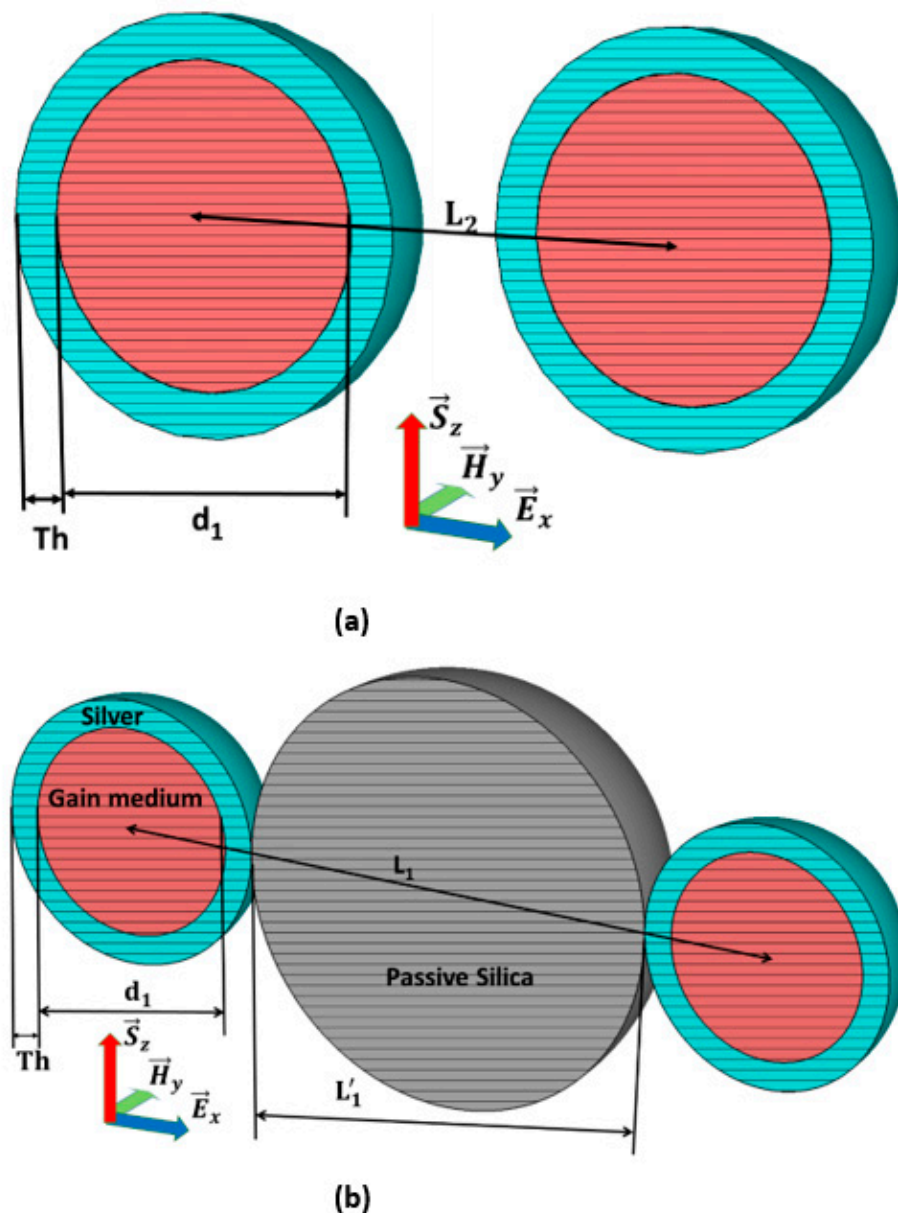 L₂
S⃗z
H⃗y
E⃗x
Th
d₁
(a)
Silver
Gain medium
L₁
Passive Silica
d₁
Th
S⃗z
H⃗y
E⃗x
L′₁
(b)